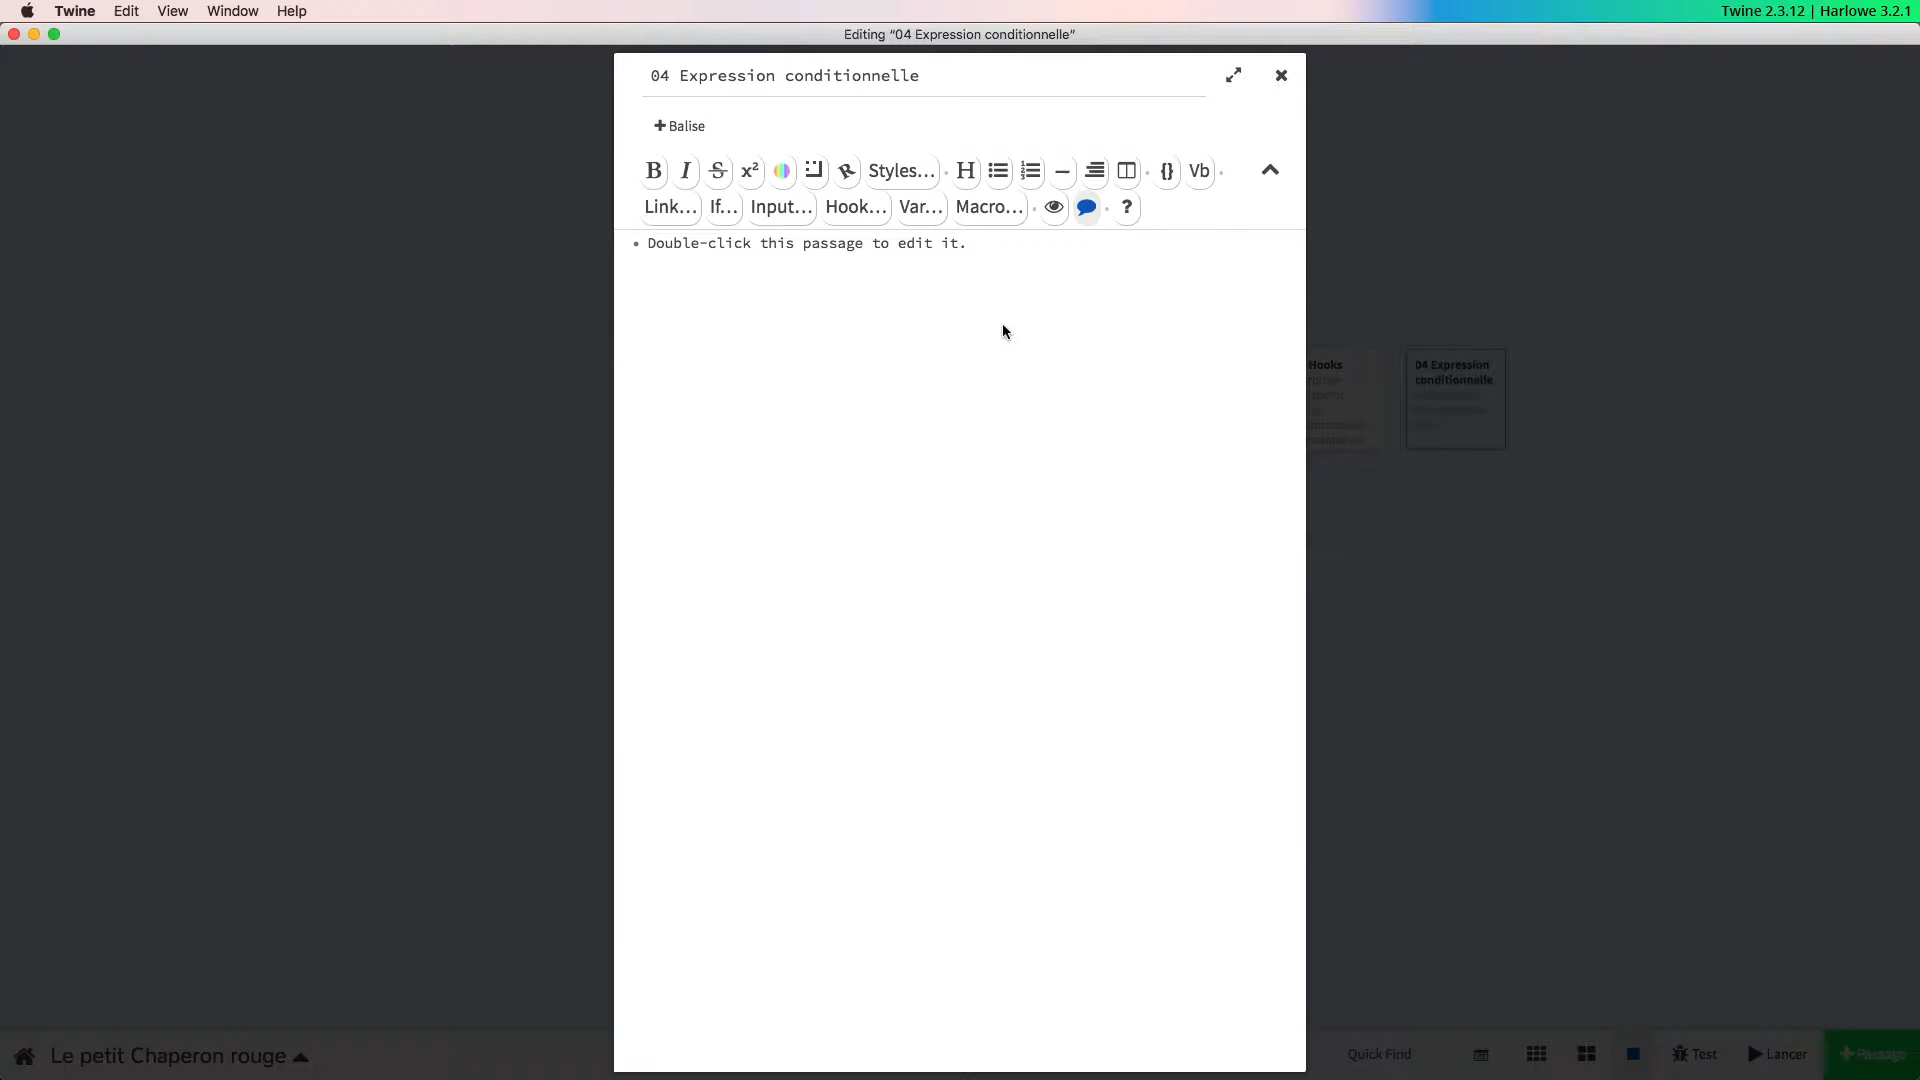 Twine Edit View Window Help
Twine 2.3.12 | Harlowe 3.2.1
Editing “04 Expression conditionnelle”
04 Expression conditionnelle
Balise
B I S x² Styles... H {} Vb
Link... If... Input... Hook... Var... Macro... ?
Double-click this passage to edit it.
Hooks
04 Expression
conditionnelle
Le petit Chaperon rouge
Quick Find
Test
Lancer
Passage